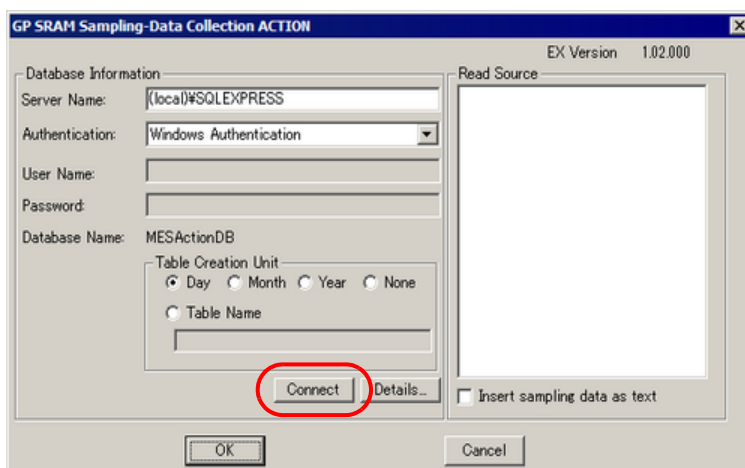 GP SRAM Sampling-Data Collection ACTION
EX Version 1.02.000
Database Information
Server Name: (local)¥SQLEXPRESS
Authentication: Windows Authentication
User Name:
Password:
Database Name: MESActionDB
Table Creation Unit
Day Month Year None
Table Name
Connect Details...
Read Source
Insert sampling data as text
OK Cancel